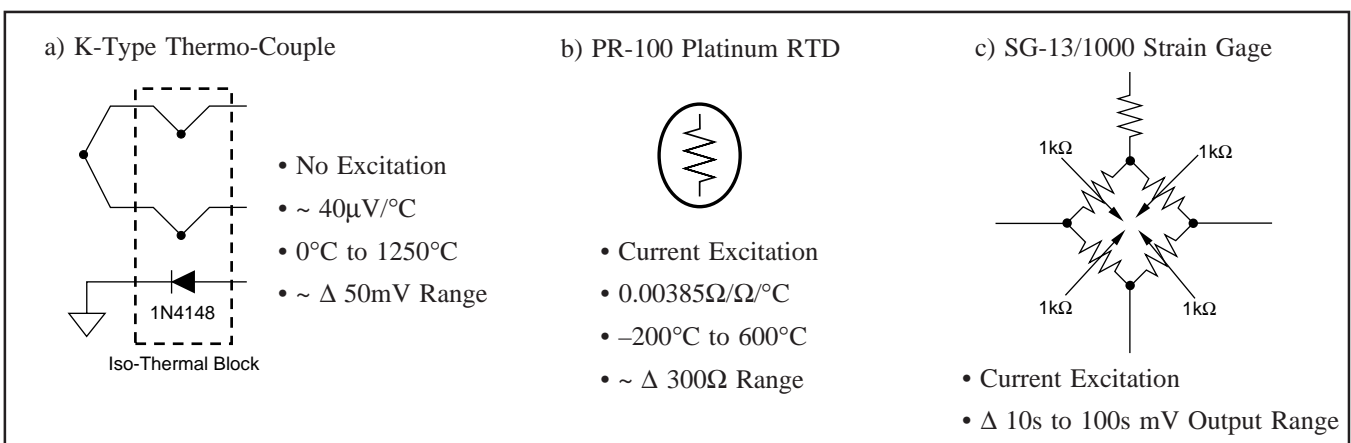 a) K-Type Thermo-Couple
• No Excitation
• ~ 40µV/°C
• 0°C to 1250°C
• ~ Δ 50mV Range
1N4148
Iso-Thermal Block
b) PR-100 Platinum RTD
• Current Excitation
• 0.00385Ω/Ω/°C
• –200°C to 600°C
• ~ Δ 300Ω Range
c) SG-13/1000 Strain Gage
1kΩ
1kΩ
1kΩ
1kΩ
• Current Excitation
• Δ 10s to 100s mV Output Range